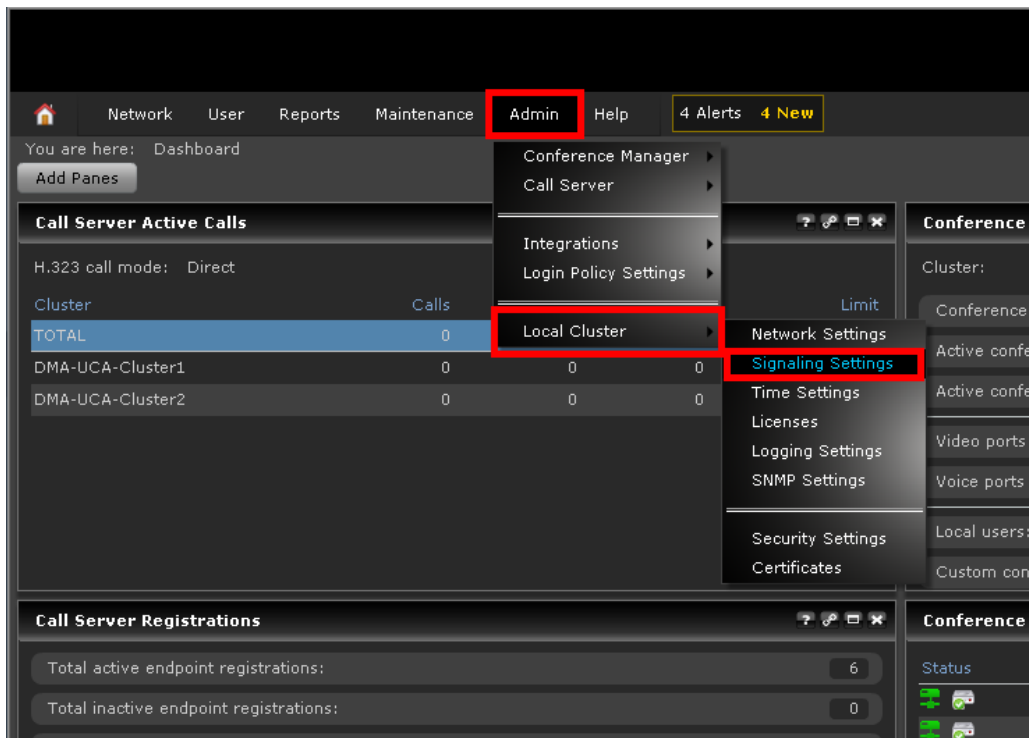 Network User Reports Maintenance Admin Help 4 Alerts 4 New
You are here: Dashboard
Add Panes
Conference Manager
Call Server
Integrations
Login Policy Settings
Local Cluster
Network Settings
Signaling Settings
Time Settings
Licenses
Logging Settings
SNMP Settings
Security Settings
Certificates
Call Server Active Calls
H.323 call mode: Direct
Cluster Calls Limit
TOTAL 0
DMA-UCA-Cluster1 0 0 0
DMA-UCA-Cluster2 0 0 0
Conference
Cluster:
Conference
Active confe
Active confe
Video ports
Voice ports
Local users:
Custom con
Call Server Registrations
Total active endpoint registrations: 6
Total inactive endpoint registrations: 0
Conference
Status